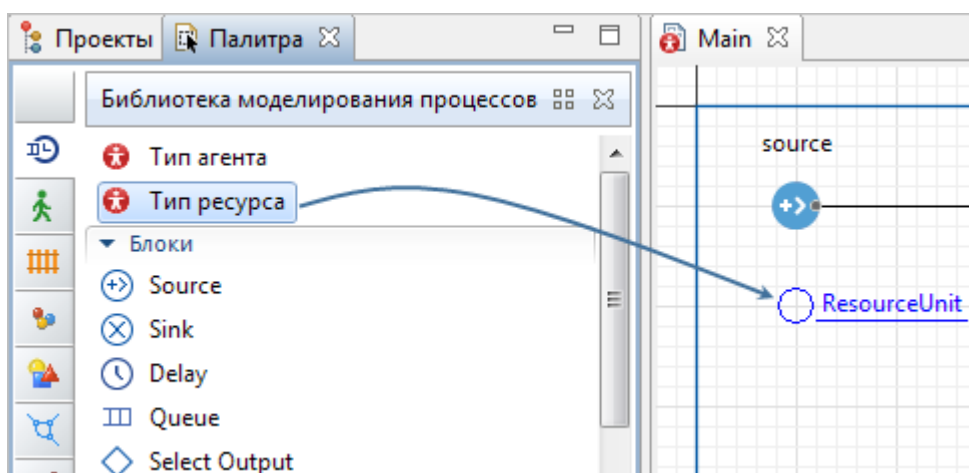 Проекты Палитра Main
Библиотека моделирования процессов
source
Тип агента
Тип ресурса
Блоки
Source
ResourceUnit
Sink
Delay
Queue
Select Output